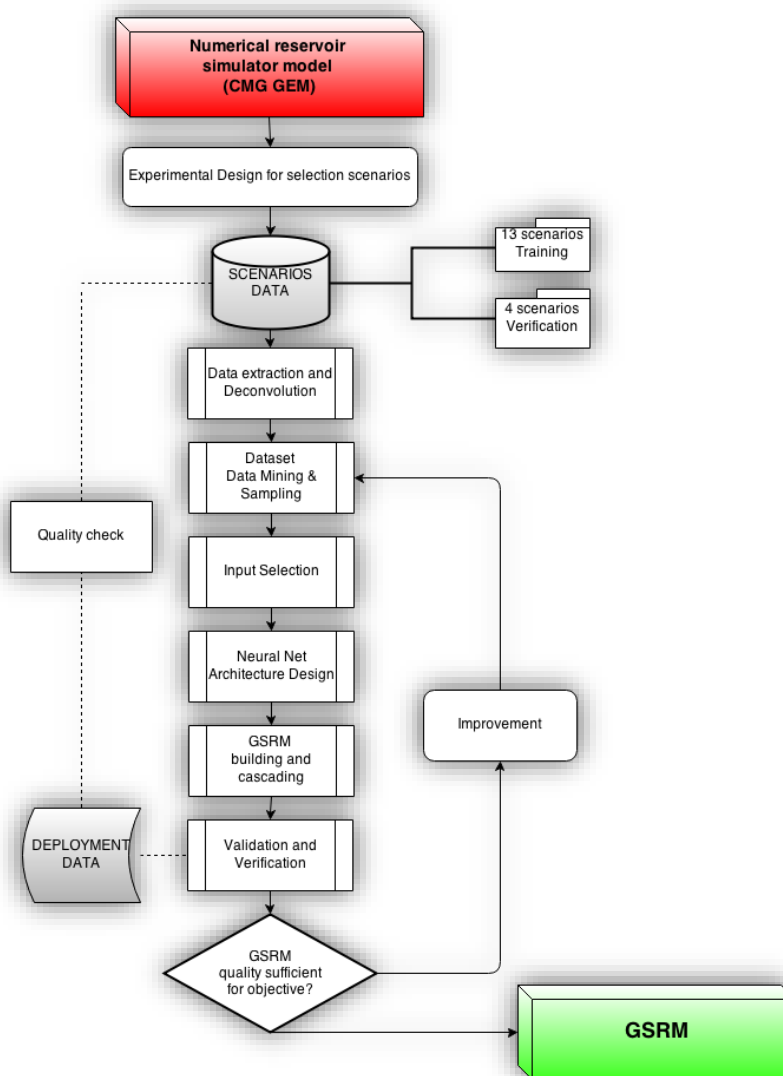 Numerical reservoir
simulator model
(CMG GEM)
Experimental Design for selection scenarios
SCENARIOS
DATA
13 scenarios
Training
4 scenarios
Verification
Data extraction and
Deconvolution
Dataset
Data Mining &
Sampling
Quality check
Input Selection
Neural Net
Architecture Design
Improvement
GSRM
building and
cascading
DEPLOYMENT
DATA
Validation and
Verification
GSRM
quality sufficient
for objective?
GSRM